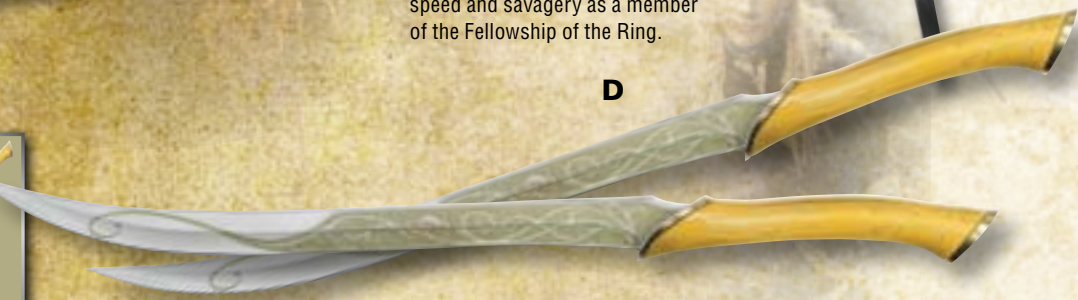 speed and savagery as a member
of the Fellowship of the Ring.
D